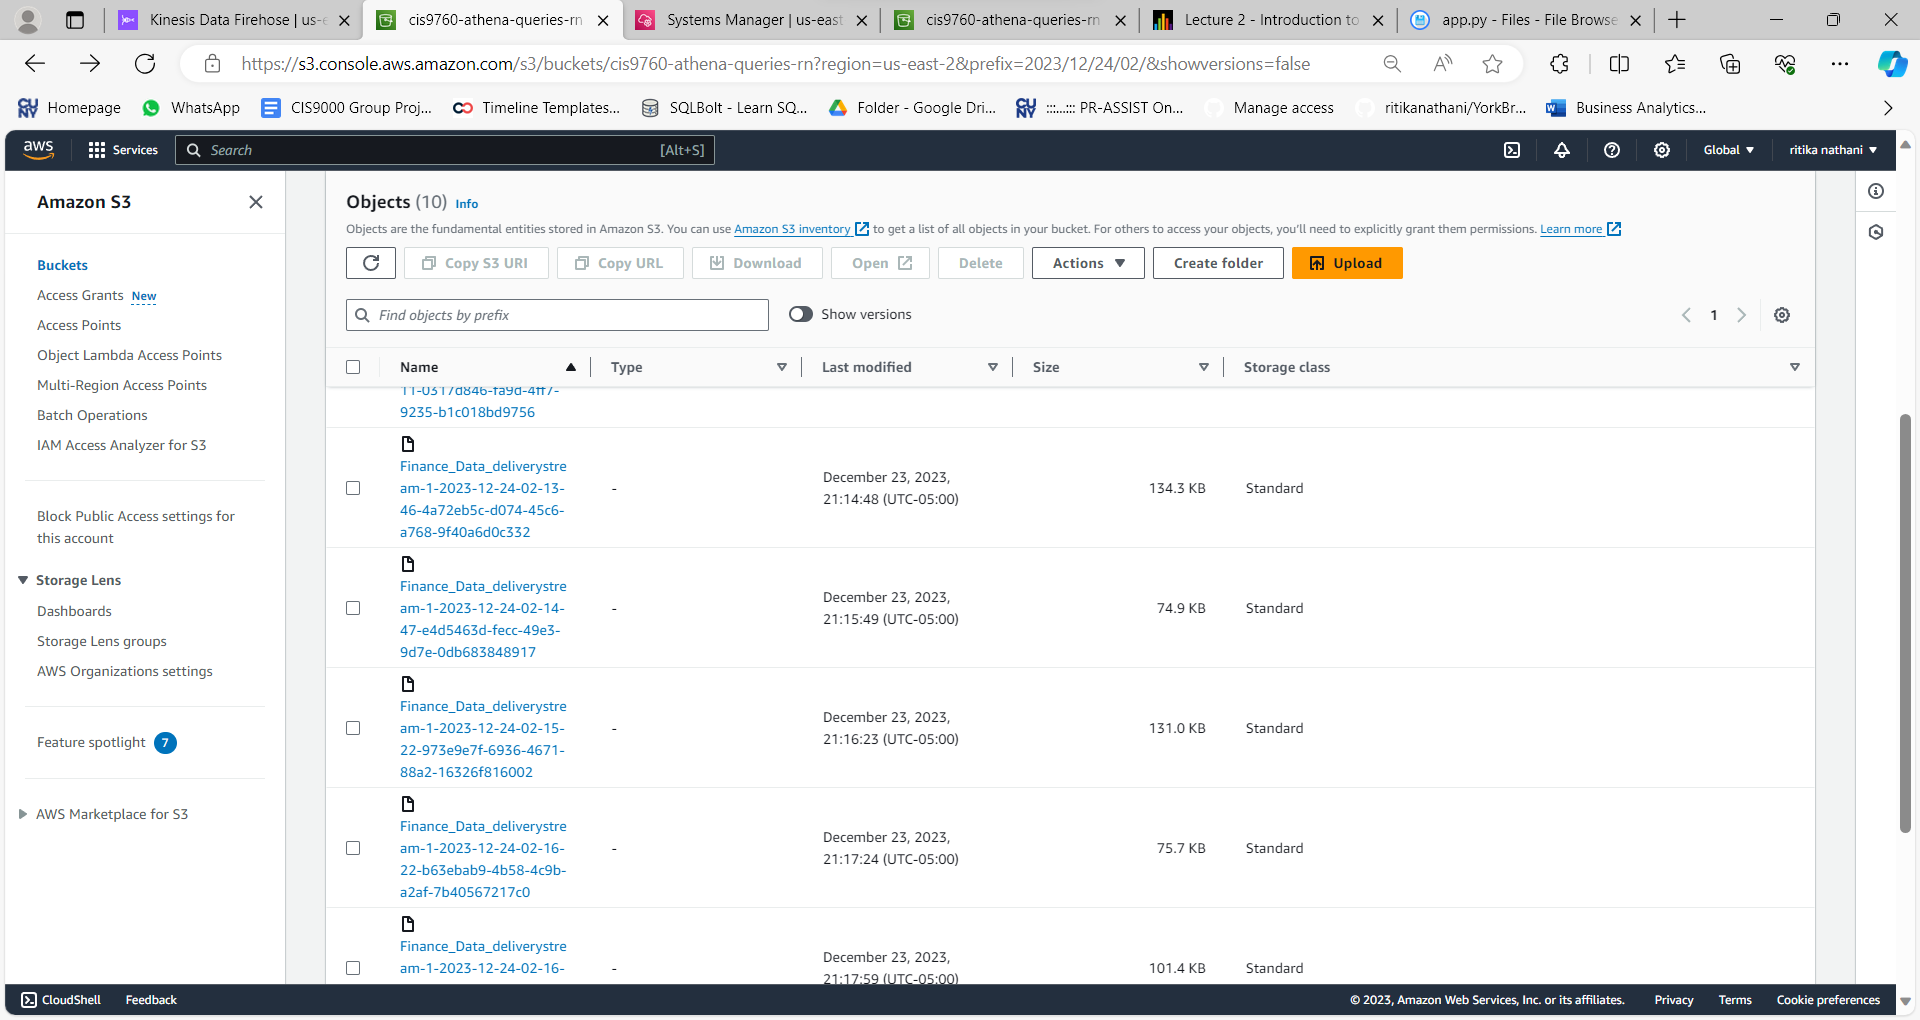 Kinesis Data Firehose | us-e
cis9760-athena-queries-rn
Systems Manager | us-east
cis9760-athena-queries-rn
Lecture 2 - Introduction to
app.py - Files - File Browse
https://s3.console.aws.amazon.com/s3/buckets/cis9760-athena-queries-rn?region=us-east-2&prefix=2023/12/24/02/&showversions=false
Homepage
WhatsApp
CIS9000 Group Proj...
Timeline Templates...
SQLBolt - Learn SQ...
Folder - Google Dri...
:::...::: PR-ASSIST On...
Manage access
ritikanathani/YorkBr...
Business Analytics...
aws
Services
Search
[Alt+S]
Global
ritika nathani
Amazon S3
Buckets
Access Grants New
Access Points
Object Lambda Access Points
Multi-Region Access Points
Batch Operations
IAM Access Analyzer for S3
Block Public Access settings for
this account
Storage Lens
Dashboards
Storage Lens groups
AWS Organizations settings
Feature spotlight 7
AWS Marketplace for S3
Objects (10) Info
Objects are the fundamental entities stored in Amazon S3. You can use Amazon S3 inventory to get a list of all objects in your bucket. For others to access your objects, you'll need to explicitly grant them permissions. Learn more
Copy S3 URI
Copy URL
Download
Open
Delete
Actions
Create folder
Upload
Find objects by prefix
Show versions
1
Name
Type
Last modified
Size
Storage class
11-0317d846-fa9d-4ff7-
9235-b1c018bd9756
Finance_Data_deliverystre
am-1-2023-12-24-02-13-
46-4a72eb5c-d074-45c6-
a768-9f40a6d0c332
-
December 23, 2023,
21:14:48 (UTC-05:00)
134.3 KB
Standard
Finance_Data_deliverystre
am-1-2023-12-24-02-14-
47-e4d5463d-fecc-49e3-
9d7e-0db683848917
-
December 23, 2023,
21:15:49 (UTC-05:00)
74.9 KB
Standard
Finance_Data_deliverystre
am-1-2023-12-24-02-15-
22-973e9e7f-6936-4671-
88a2-16326f816002
-
December 23, 2023,
21:16:23 (UTC-05:00)
131.0 KB
Standard
Finance_Data_deliverystre
am-1-2023-12-24-02-16-
22-b63ebab9-4b58-4c9b-
a2af-7b40567217c0
-
December 23, 2023,
21:17:24 (UTC-05:00)
75.7 KB
Standard
Finance_Data_deliverystre
am-1-2023-12-24-02-16-
-
December 23, 2023,
21:17:59 (UTC-05:00)
101.4 KB
Standard
CloudShell
Feedback
© 2023, Amazon Web Services, Inc. or its affiliates.
Privacy
Terms
Cookie preferences